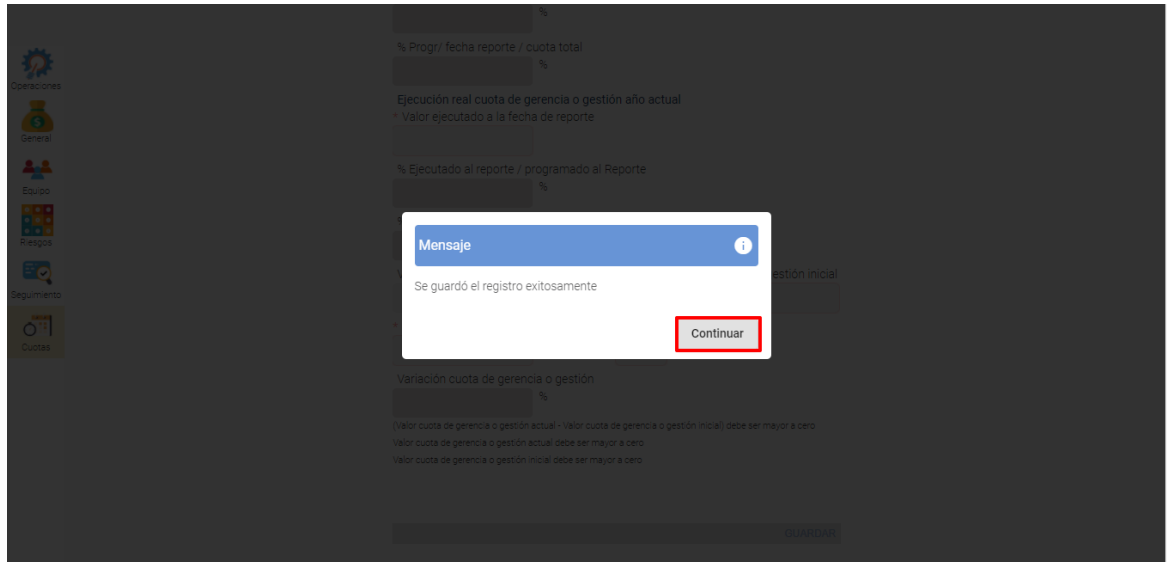 %
% Progr/ fecha reporte / cuota total
%
Operaciones
Ejecución real cuota de gerencia o gestión año actual
* Valor ejecutado a la fecha de reporte
General
% Ejecutado al reporte / programado al Reporte
%
Equipo
Riesgos
Mensaje
estión inicial
Se guardó el registro exitosamente
Seguimiento
Continuar
Cuotas
Variación cuota de gerencia o gestión
%
(Valor cuota de gerencia o gestión actual - Valor cuota de gerencia o gestión inicial) debe ser mayor a cero
Valor cuota de gerencia o gestión actual debe ser mayor a cero
Valor cuota de gerencia o gestión inicial debe ser mayor a cero.
GUARDAR